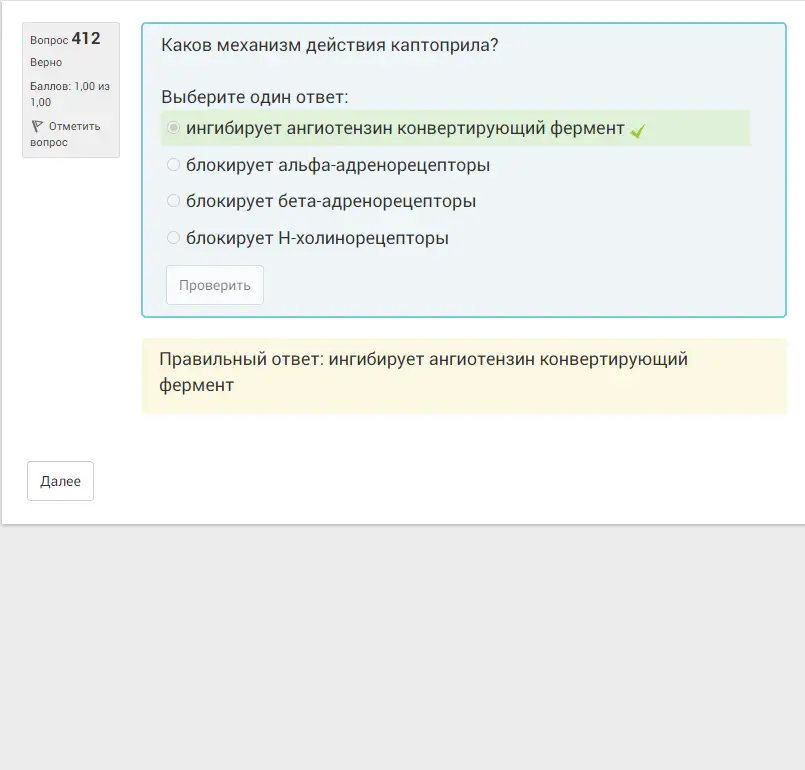 Вопрос 412
Верно
Баллов: 1,00 из
1,00
Отметить
вопрос
Каков механизм действия каптоприла?
Выберите один ответ:
ингибирует ангиотензин конвертирующий фермент
блокирует альфа-адренорецепторы
блокирует бета-адренорецепторы
блокирует Н-холинорецепторы
Проверить
Правильный ответ: ингибирует ангиотензин конвертирующий
фермент
Далее